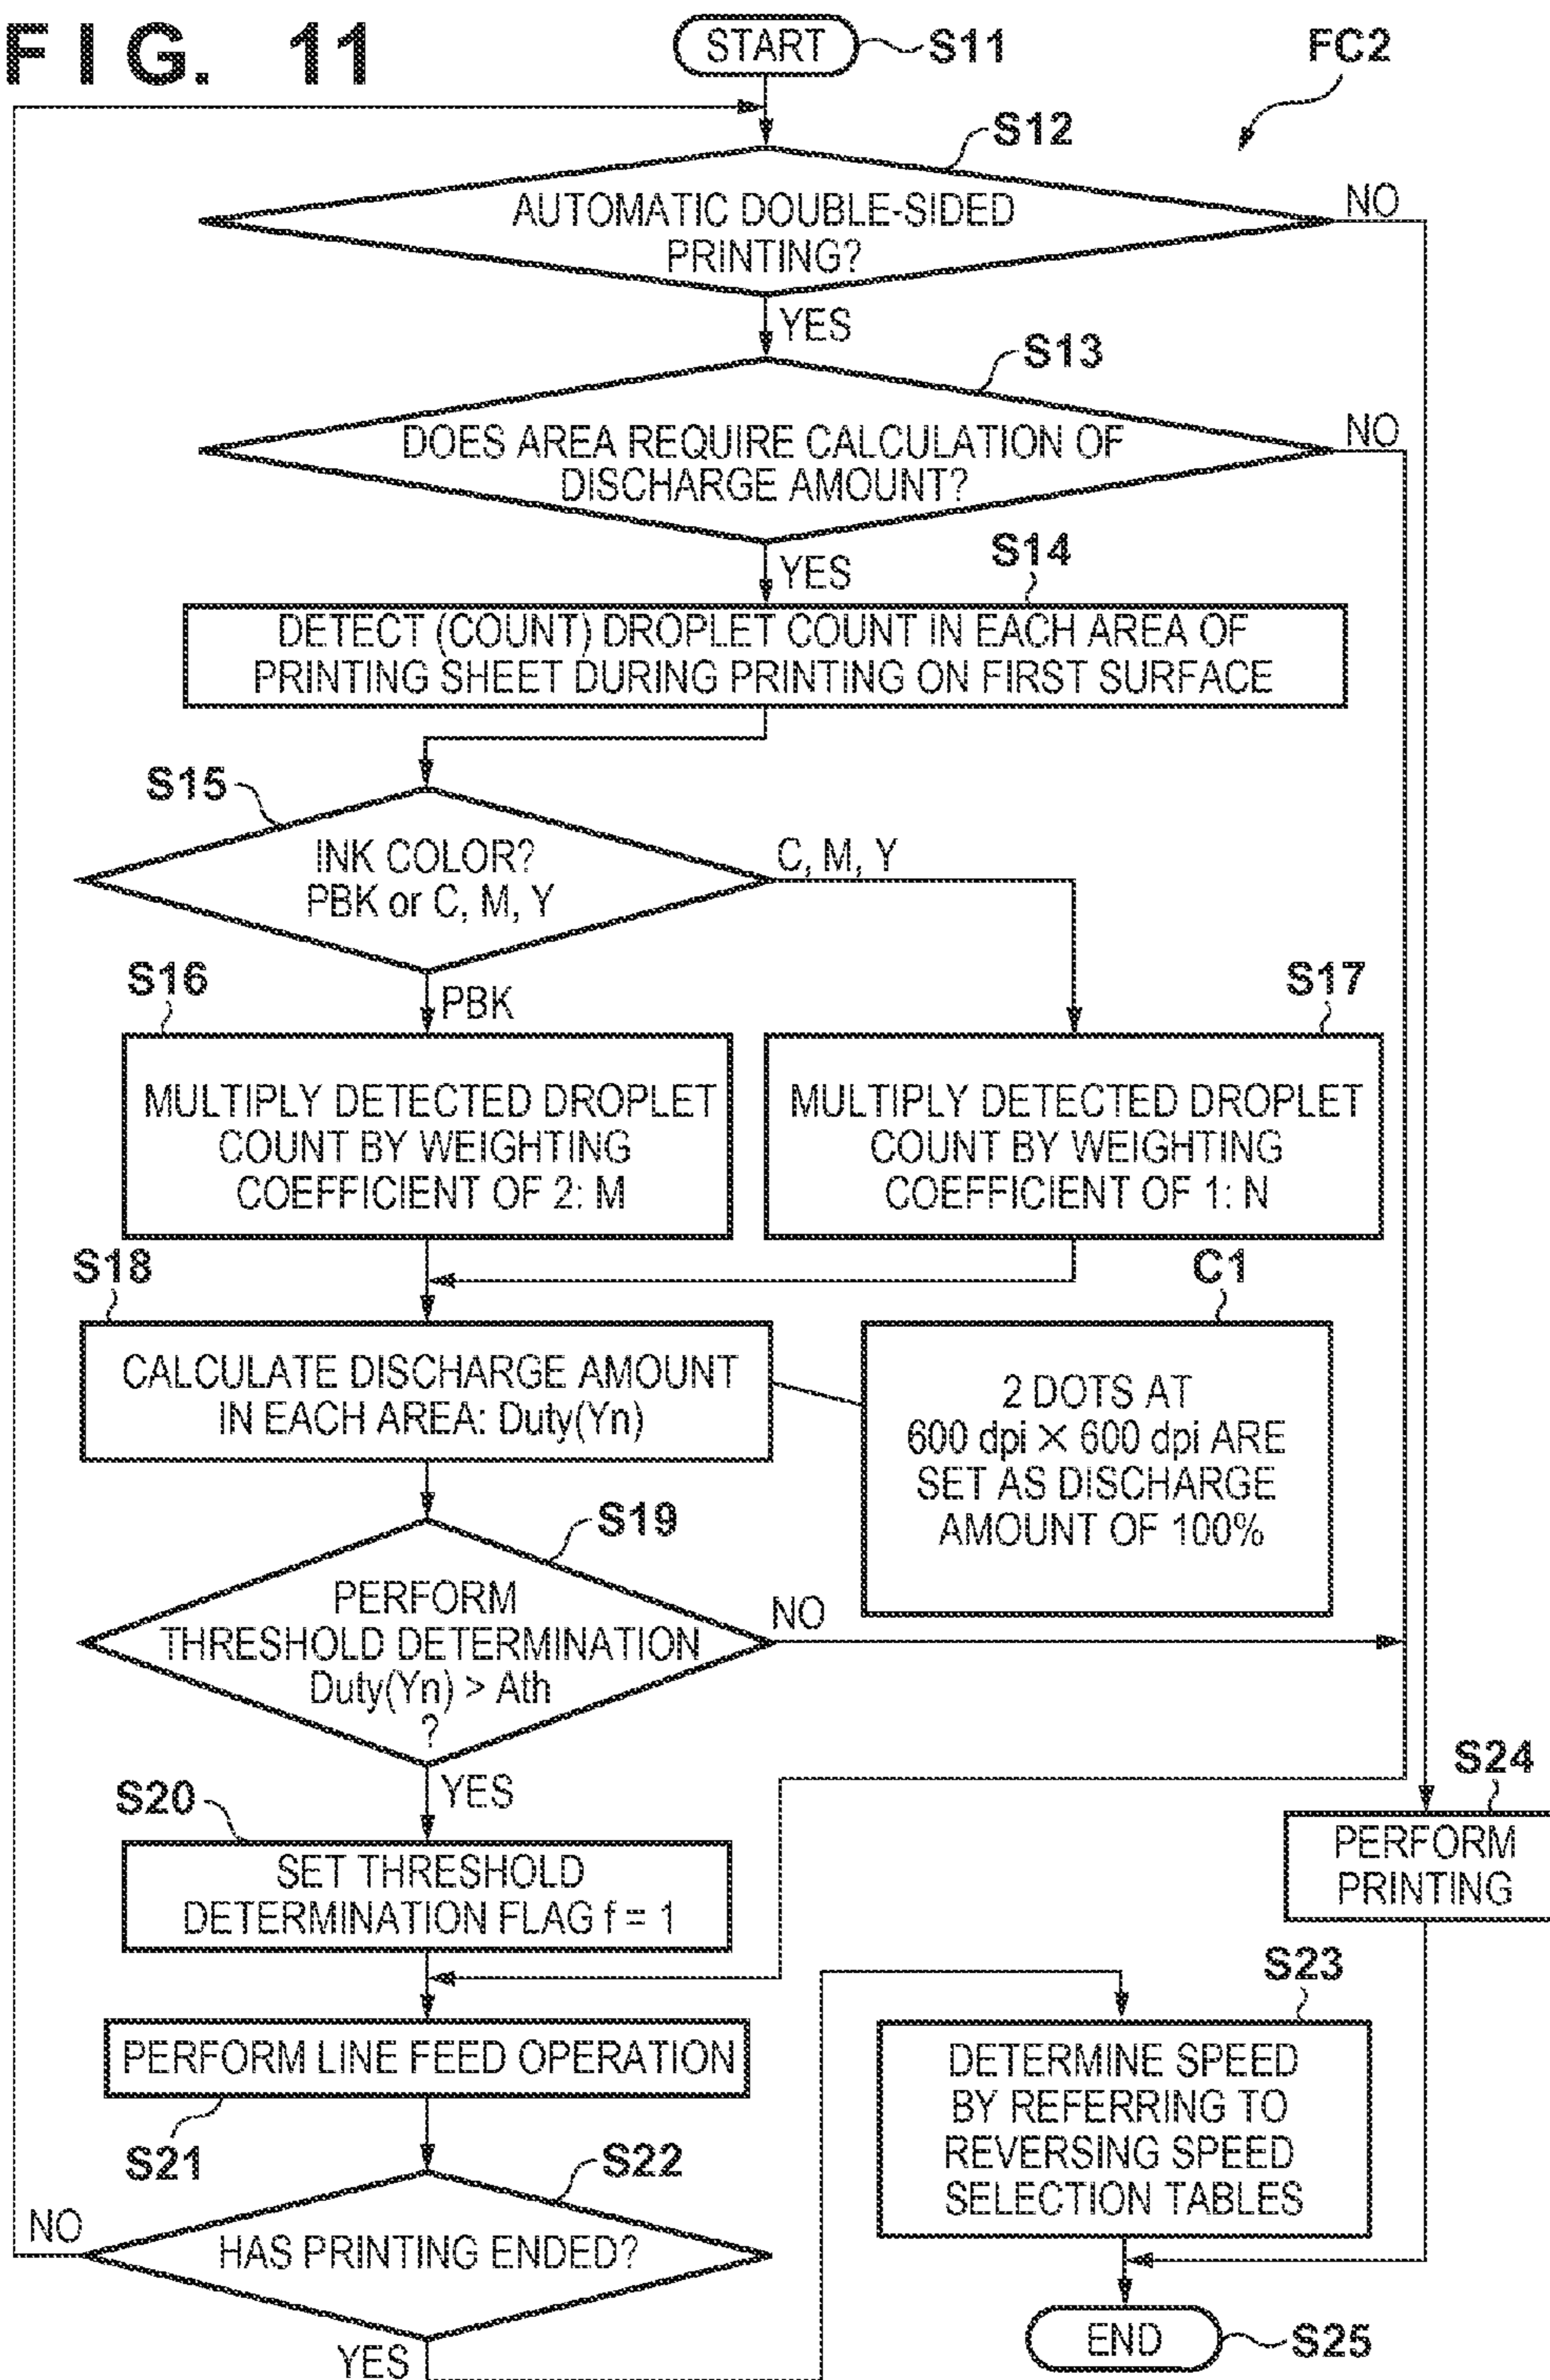 FIG. 11
START
S11
FC2
S12
AUTOMATIC DOUBLE-SIDED
PRINTING?
NO
YES
S13
DOES AREA REQUIRE CALCULATION OF
DISCHARGE AMOUNT?
NO
YES
S14
DETECT (COUNT) DROPLET COUNT IN EACH AREA OF
PRINTING SHEET DURING PRINTING ON FIRST SURFACE
S15
INK COLOR?
PBK or C, M, Y
C, M, Y
PBK
S16
MULTIPLY DETECTED DROPLET
COUNT BY WEIGHTING
COEFFICIENT OF 2: M
S17
MULTIPLY DETECTED DROPLET
COUNT BY WEIGHTING
COEFFICIENT OF 1: N
S18
CALCULATE DISCHARGE AMOUNT
IN EACH AREA: Duty(Yn)
C1
2 DOTS AT
600 dpi × 600 dpi ARE
SET AS DISCHARGE
AMOUNT OF 100%
S19
PERFORM
THRESHOLD DETERMINATION
Duty(Yn) > Ath
?
NO
YES
S20
SET THRESHOLD
DETERMINATION FLAG f = 1
S24
PERFORM
PRINTING
PERFORM LINE FEED OPERATION
S21
S23
DETERMINE SPEED
BY REFERRING TO
REVERSING SPEED
SELECTION TABLES
S22
HAS PRINTING ENDED?
NO
YES
END
S25